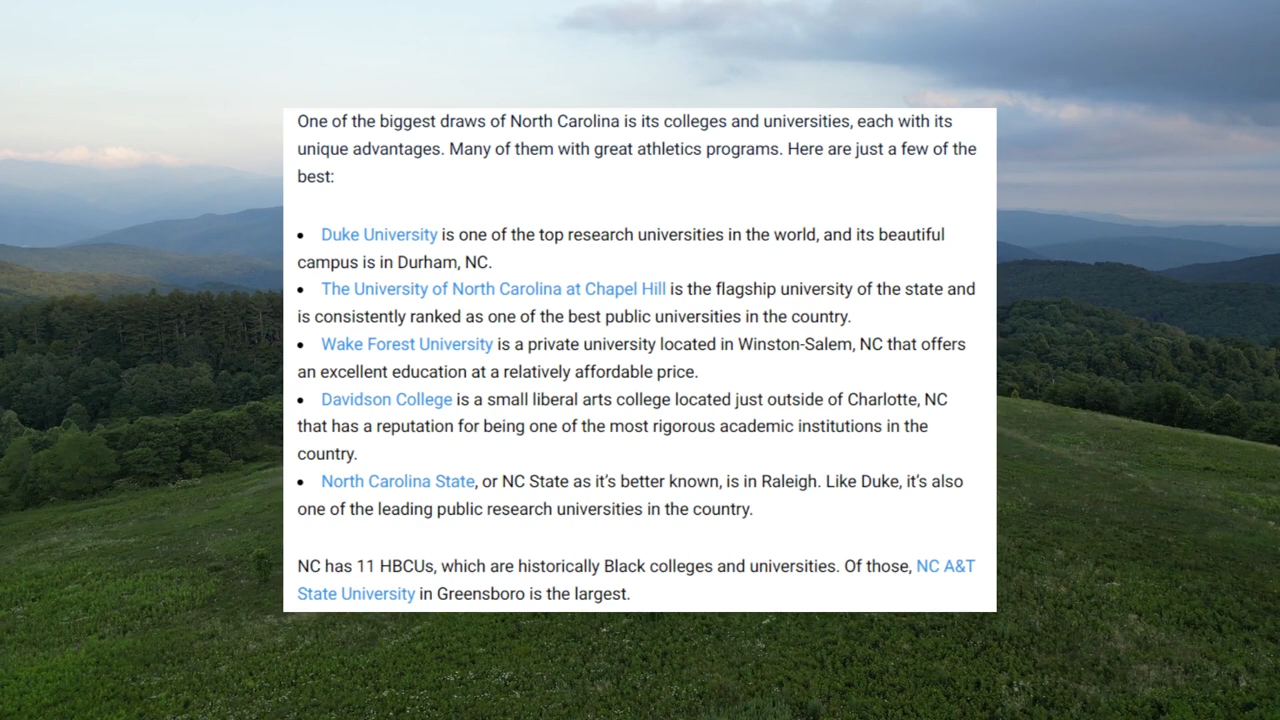 One of the biggest draws of North Carolina is its colleges and universities, each with its
unique advantages. Many of them with great athletics programs. Here are just a few of the
best:
• Duke University is one of the top research universities in the world, and its beautiful
campus is in Durham, NC.
• The University of North Carolina at Chapel Hill is the flagship university of the state and
is consistently ranked as one of the best public universities in the country.
• Wake Forest University is a private university located in Winston-Salem, NC that offers
an excellent education at a relatively affordable price.
• Davidson College is a small liberal arts college located just outside of Charlotte, NC
that has a reputation for being one of the most rigorous academic institutions in the
country.
• North Carolina State, or NC State as it’s better known, is in Raleigh. Like Duke, it’s also
one of the leading public research universities in the country.
NC has 11 HBCUs, which are historically Black colleges and universities. Of those, NC A&T
State University in Greensboro is the largest.